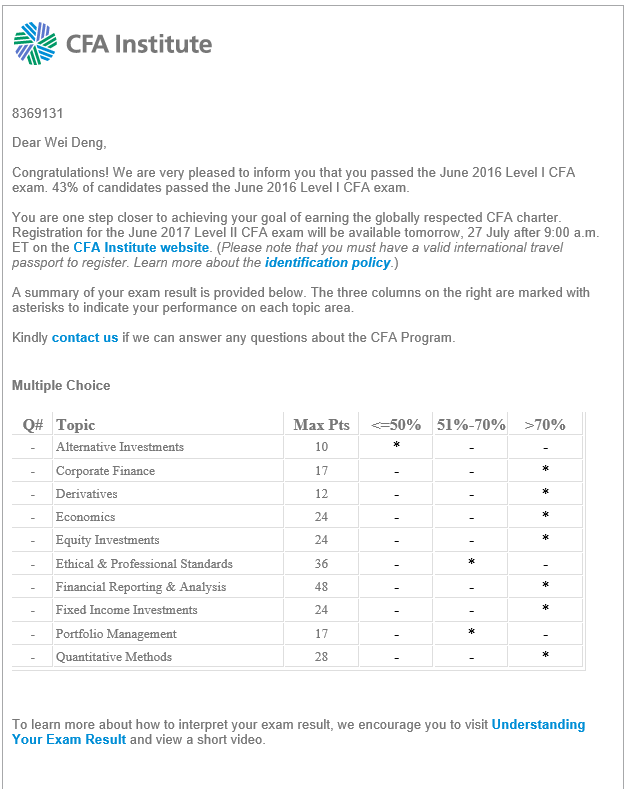 CFA Institute
8369131
Dear Wei Deng,
Congratulations! We are very pleased to inform you that you passed the June 2016 Level I CFA
exam. 43% of candidates passed the June 2016 Level I CFA exam.
You are one step closer to achieving your goal of earning the globally respected CFA charter.
Registration for the June 2017 Level II CFA exam will be available tomorrow, 27 July after 9:00 a.m.
ET on the CFA Institute website. (Please note that you must have a valid international travel
passport to register. Learn more about the identification policy.)
A summary of your exam result is provided below. The three columns on the right are marked with
asterisks to indicate your performance on each topic area.
Kindly contact us if we can answer any questions about the CFA Program.
Multiple Choice
Q# Topic Max Pts <=50% 51%-70% >70%
- Alternative Investments 10 * - -
- Corporate Finance 17 - - *
- Derivatives 12 - - *
- Economics 24 - - *
- Equity Investments 24 - - *
- Ethical & Professional Standards 36 - * -
- Financial Reporting & Analysis 48 - - *
- Fixed Income Investments 24 - - *
- Portfolio Management 17 - * -
- Quantitative Methods 28 - - *
To learn more about how to interpret your exam result, we encourage you to visit Understanding
Your Exam Result and view a short video.